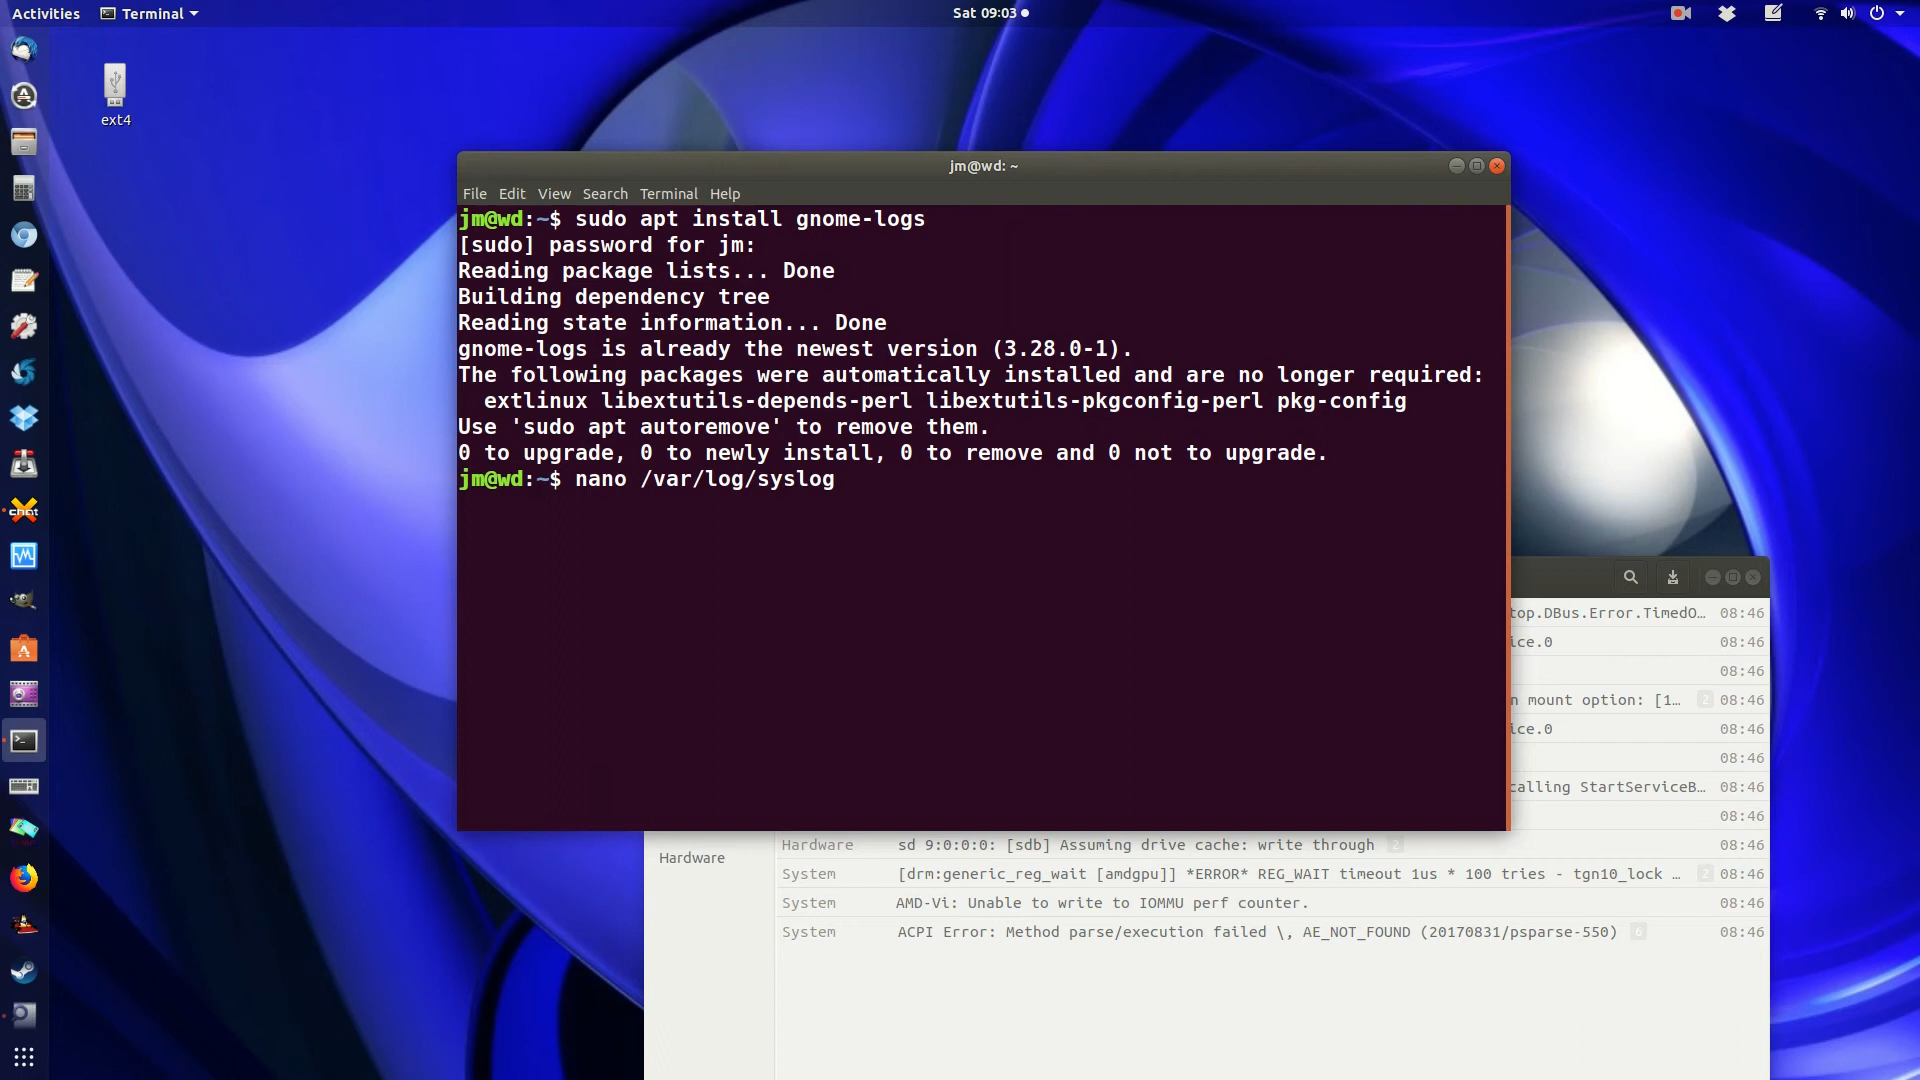 Activities
Terminal
Sat 09:03
ext4
jm@wd: ~
File Edit View Search Terminal Help
jm@wd:~$ sudo apt install gnome-logs
[sudo] password for jm:
Reading package lists... Done
Building dependency tree
Reading state information... Done
gnome-logs is already the newest version (3.28.0-1).
The following packages were automatically installed and are no longer required:
extlinux libextutils-depends-perl libextutils-pkgconfig-perl pkg-config
Use 'sudo apt autoremove' to remove them.
0 to upgrade, 0 to newly install, 0 to remove and 0 not to upgrade.
jm@wd:~$ nano /var/log/syslog
top.DBus.Error.TimedO… 08:46
ice.0 08:46
08:46
n mount option: [1… 2 08:46
ice.0 08:46
08:46
calling StartServiceB… 08:46
08:46
Hardware
Hardware sd 9:0:0:0: [sdb] Assuming drive cache: write through 2 08:46
System [drm:generic_reg_wait [amdgpu]] *ERROR* REG_WAIT timeout 1us * 100 tries - tgn10_lock … 2 08:46
System AMD-Vi: Unable to write to IOMMU perf counter. 08:46
System ACPI Error: Method parse/execution failed \, AE_NOT_FOUND (20170831/psparse-550) 6 08:46
chat